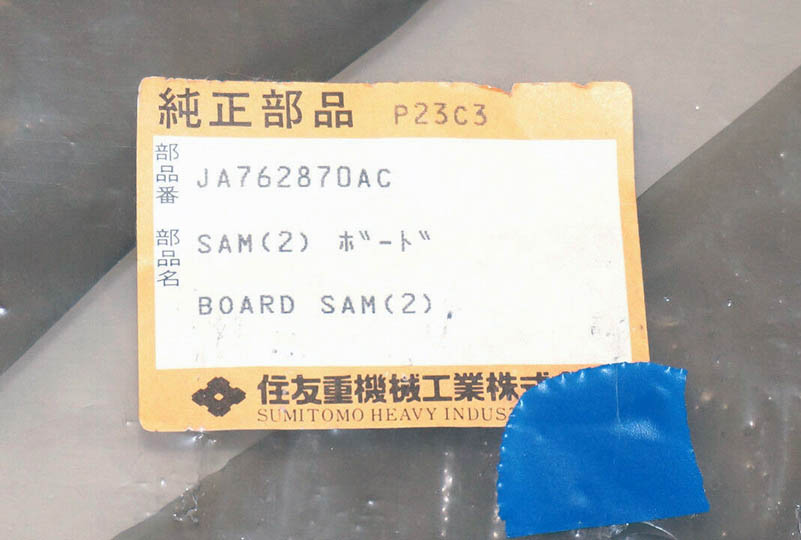 純正部品 P23C3
部品番 JA762870AC
部品名 SAM(2) ボード
BOARD SAM(2)
住友重機械工業株式
SUMITOMO HEAVY